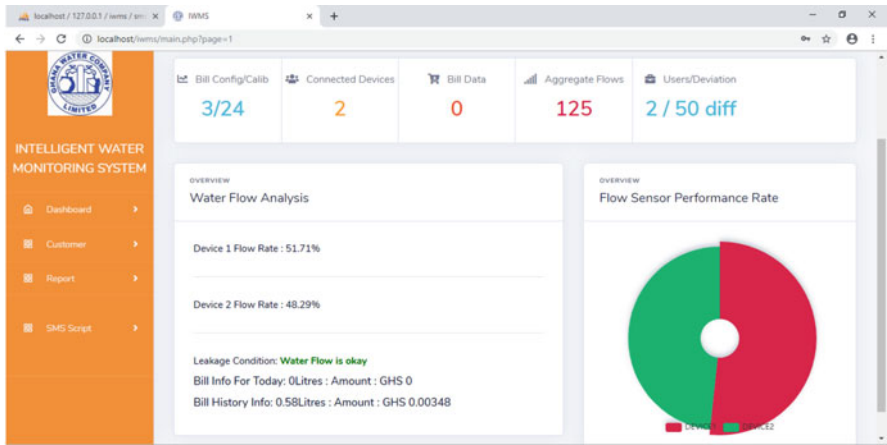 localhost / 127.0.0.1 / iwms / sm
IWMS
localhost/iwms/main.php?page=1
GHANA WATER COMPANY
LIMITED
INTELLIGENT WATER
MONITORING SYSTEM
Dashboard
Customer
Report
SMS Script
Bill Config/Calib
3/24
Connected Devices
2
Bill Data
0
Aggregate Flows
125
Users/Deviation
2 / 50 diff
OVERVIEW
Water Flow Analysis
Device 1 Flow Rate : 51.71%
Device 2 Flow Rate : 48.29%
Leakage Condition: Water Flow is okay
Bill Info For Today: 0Litres : Amount : GHS 0
Bill History Info: 0.58Litres : Amount : GHS 0.00348
OVERVIEW
Flow Sensor Performance Rate
DEVICE1 DEVICE2